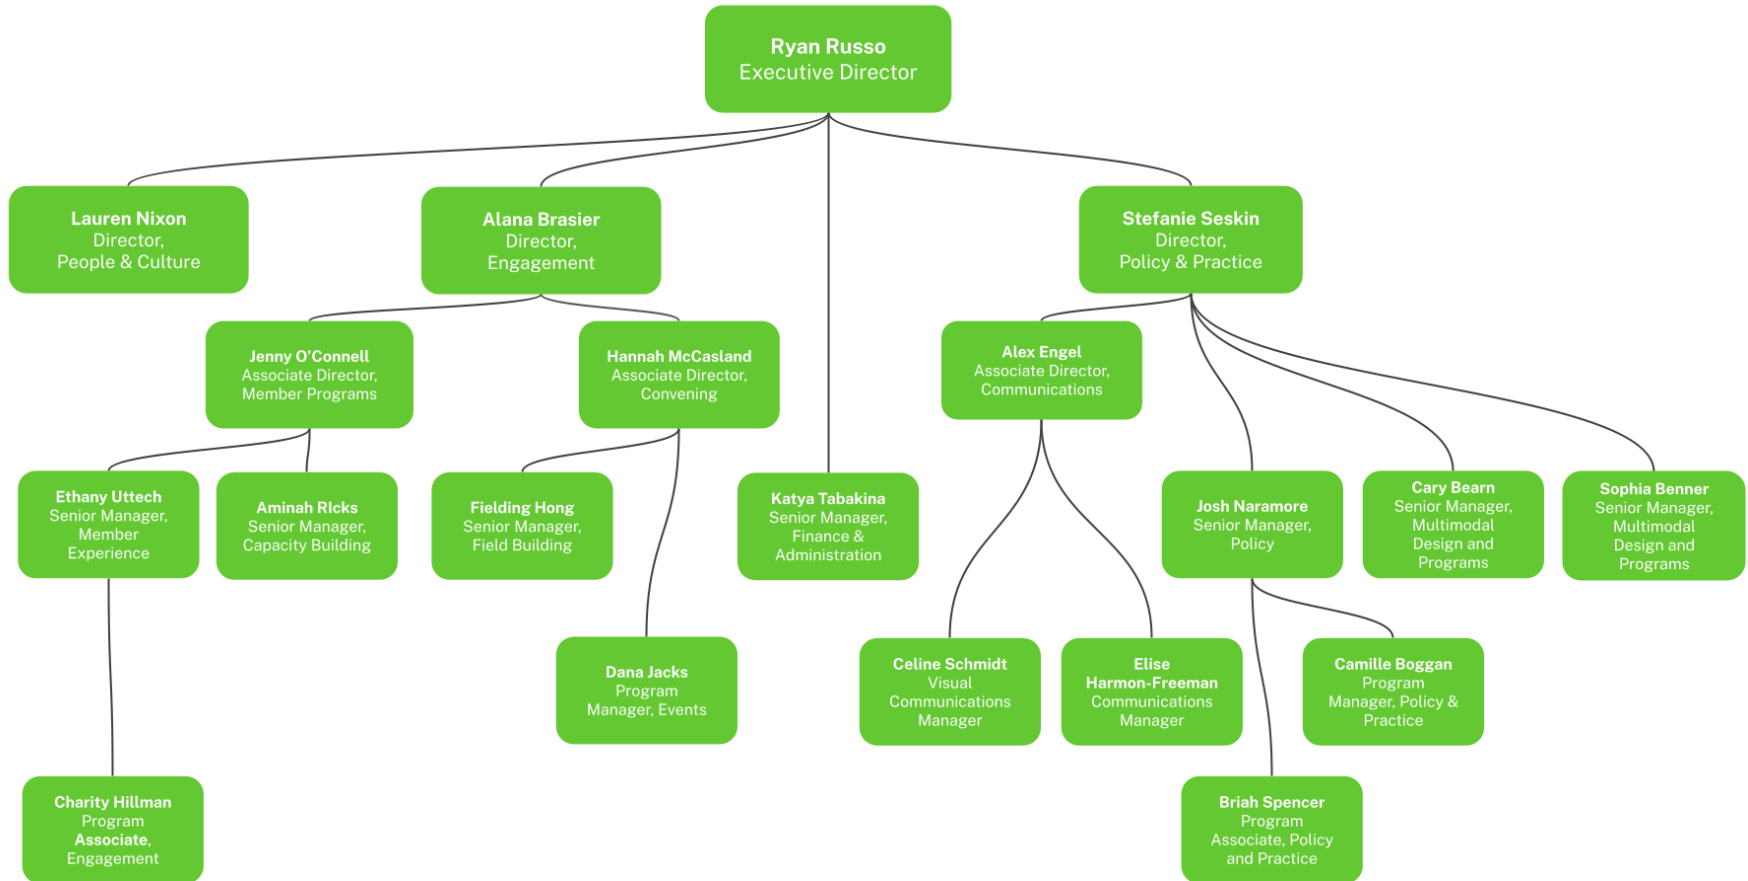 Ryan Russo
Executive Director
Lauren Nixon
Director,
People & Culture
Alana Brasier
Director,
Engagement
Stefanie Seskin
Director,
Policy & Practice
Jenny O'Connell
Associate Director,
Member Programs
Hannah McCasland
Associate Director,
Convening
Alex Engel
Associate Director,
Communications
Ethany Uttech
Senior Manager,
Member
Experience
Aminah RIcks
Senior Manager,
Capacity Building
Fielding Hong
Senior Manager,
Field Building
Katya Tabakina
Senior Manager,
Finance &
Administration
Josh Naramore
Senior Manager,
Policy
Cary Bearn
Senior Manager,
Multimodal
Design and
Programs
Sophia Benner
Senior Manager,
Multimodal
Design and
Programs
Dana Jacks
Program
Manager, Events
Celine Schmidt
Visual
Communications
Manager
Elise
Harmon-Freeman
Communications
Manager
Camille Boggan
Program
Manager, Policy &
Practice
Charity Hillman
Program
Associate,
Engagement
Briah Spencer
Program
Associate, Policy
and Practice